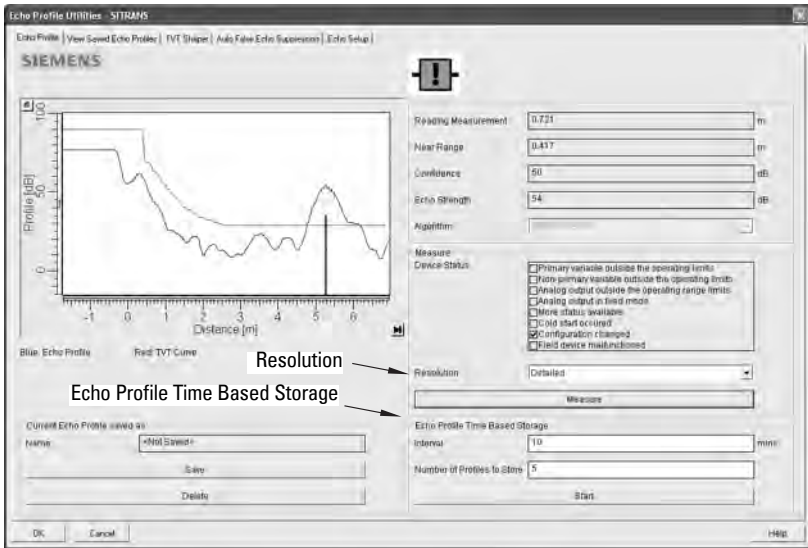 Echo Profile Utilities - SITRANS
Echo Profile View Saved Echo Profiles TVT Shaper Auto False Echo Suppression Echo Setup
SIEMENS
!
100
50
0
Profile [dB]
-1 0 1 2 3 4 5 6
Distance [m]
Blue: Echo Profile Red: TVT Curve
Reading Measurement 0.721 m
Near Range 0.417 m
Confidence dB
Echo Strength 54 dB
Algorithm
Measure
Device Status
Primary variable outside the operating limits
Non-primary variable outside the operating limits
Analog output outside the operating range limits
Analog output in fixed mode
More status available
Cold start occured
Configuration changed
Field device malfunctioned
Resolution
Resolution Detailed
Measure
Echo Profile Time Based Storage
Current Echo Profile saved as
Name <Not Saved>
Save
Delete
Echo Profile Time Based Storage
Interval 10 mins
Number of Profiles to Store 5
Start
OK Cancel Help